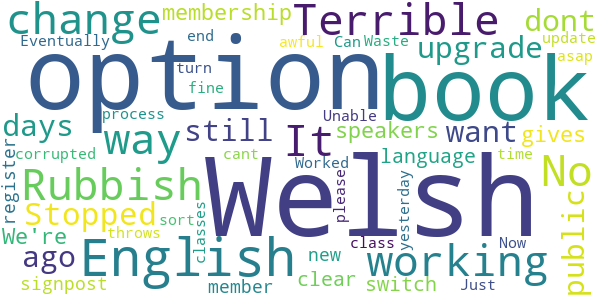 change membership Terrible dont
Eventually end awful Can Waste update
option turn upgrade asap
fine book
days process way still Unable It speakers want gives No
register corrupted cant Worked language time
Rubbish Welsh please public
Stopped sort classes yesterday
We're throws class Now
ago English new working
signpost member clear switch Just